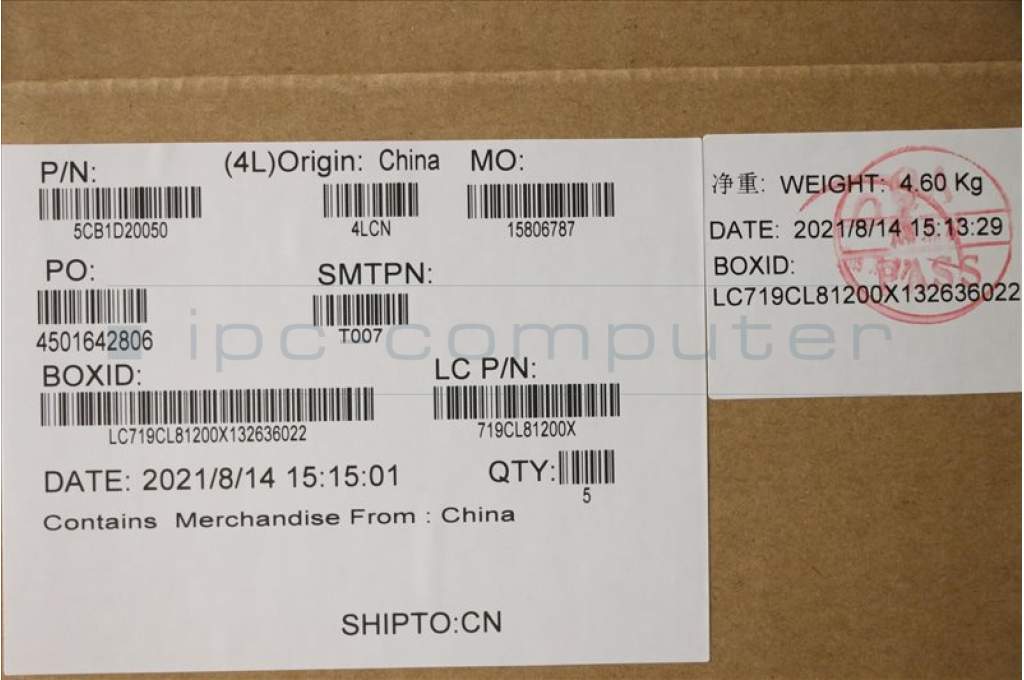 P/N:
(4L)Origin: China
MO:
5CB1D20050
4LCN
15806787
PO:
SMTPN:
4501642806
T007
BOXID:
LC P/N:
LC719CL81200X132636022
719CL81200X
DATE: 2021/8/14 15:15:01
QTY:
5
Contains Merchandise From : China
SHIPTO:CN
净重: WEIGHT: 4.60 Kg
DATE: 2021/8/14 15:13:29
BOXID:
LC719CL81200X132636022
PASS
ipc-computer